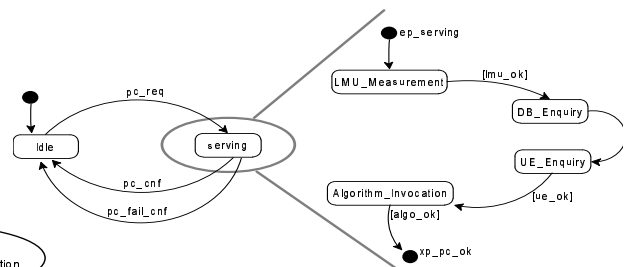 ep_serving
[lmu_ok]
LMU_Measurement
pc_req
DB_Enquiry
Idle
serving
UE_Enquiry
pc_cnf
Algorithm_Invocation
[ue_ok]
pc_fail_cnf
[algo_ok]
xp_pc_ok